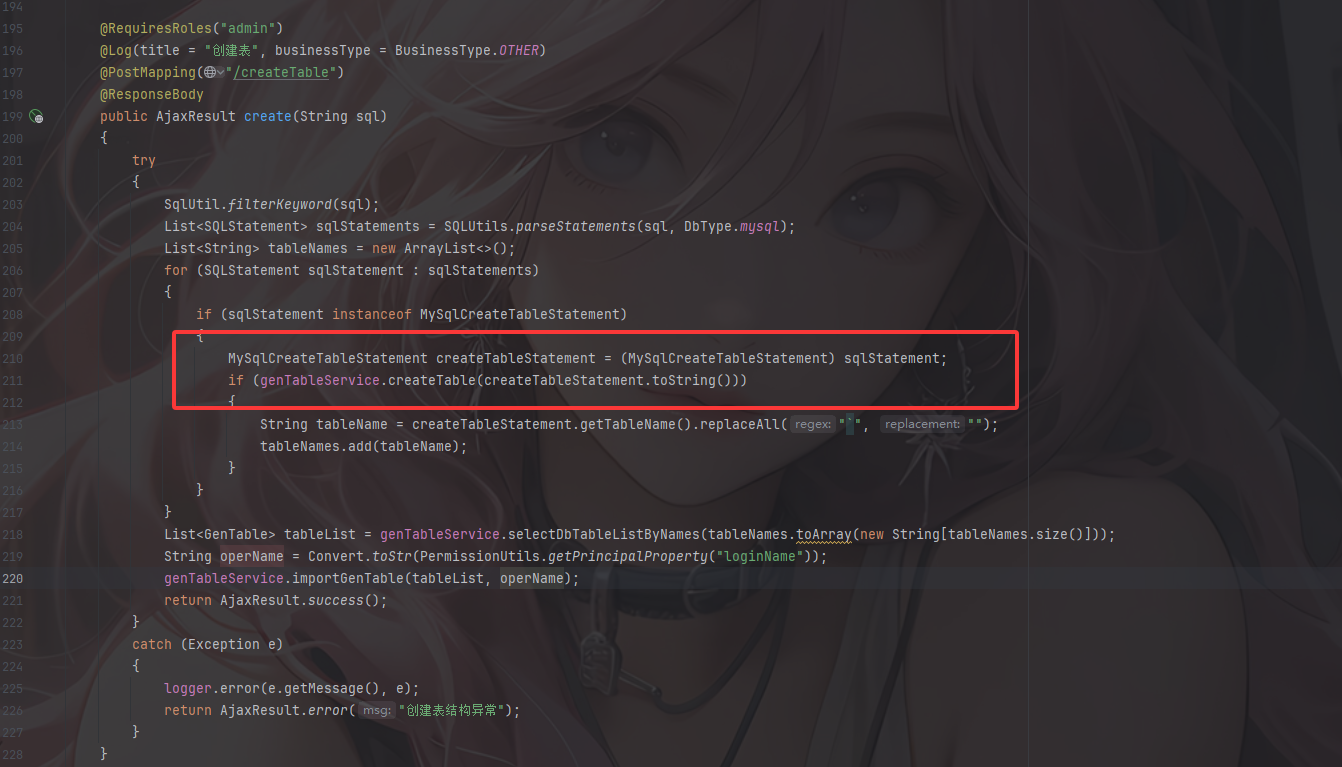 194
195 @RequiresRoles("admin")
196 @Log(title = "创建表", businessType = BusinessType.OTHER)
197 @PostMapping("/createTable")
198 @ResponseBody
199 public AjaxResult create(String sql)
200 {
201 try
202 {
203 SqlUtil.filterKeyword(sql);
204 List<SQLStatement> sqlStatements = SQLUtils.parseStatements(sql, DbType.mysql);
205 List<String> tableNames = new ArrayList<>();
206 for (SQLStatement sqlStatement : sqlStatements)
207 {
208 if (sqlStatement instanceof MySqlCreateTableStatement)
209 {
210 MySqlCreateTableStatement createTableStatement = (MySqlCreateTableStatement) sqlStatement;
211 if (genTableService.createTable(createTableStatement.toString()))
212 {
213 String tableName = createTableStatement.getTableName().replaceAll( regex: "`", replacement: "");
214 tableNames.add(tableName);
215 }
216 }
217 }
218 List<GenTable> tableList = genTableService.selectDbTableListByNames(tableNames.toArray(new String[tableNames.size()]));
219 String operName = Convert.toStr(PermissionUtils.getPrincipalProperty("loginName"));
220 genTableService.importGenTable(tableList, operName);
221 return AjaxResult.success();
222 }
223 catch (Exception e)
224 {
225 logger.error(e.getMessage(), e);
226 return AjaxResult.error( msg: "创建表结构异常");
227 }
228 }